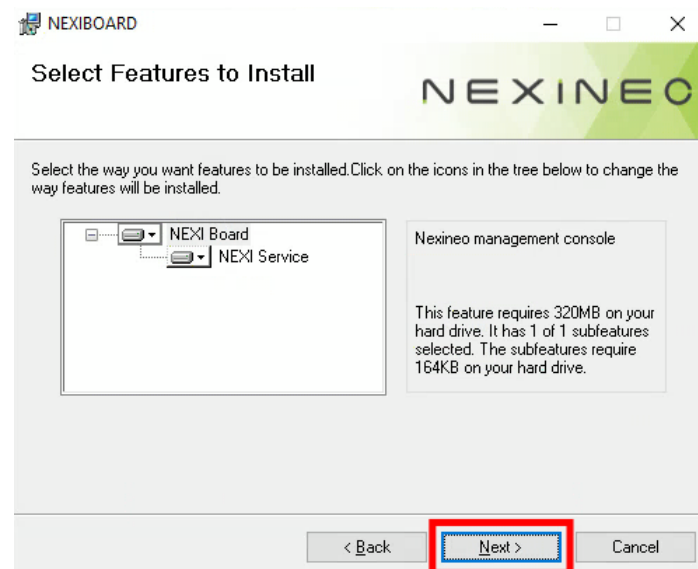 NEXIBOARD
Select Features to Install
NEXINEO
Select the way you want features to be installed.Click on the icons in the tree below to change the
way features will be installed.
NEXI Board
NEXI Service
Nexineo management console
This feature requires 320MB on your
hard drive. It has 1 of 1 subfeatures
selected. The subfeatures require
164KB on your hard drive.
< Back
Next >
Cancel